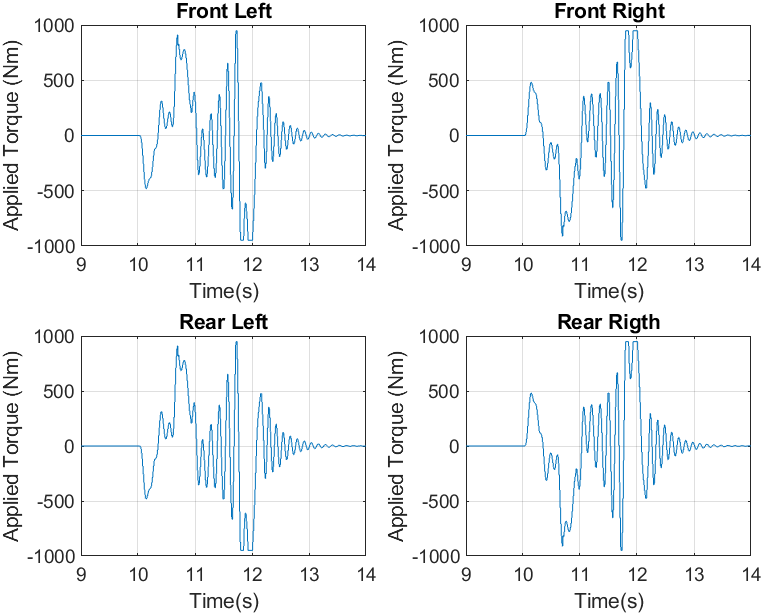 Front Left
Front Right
Applied Torque (Nm)
1000
500
0
-500
-1000
9 10 11 12 13 14
Time(s)
Applied Torque (Nm)
1000
500
0
-500
-1000
9 10 11 12 13 14
Time(s)
Rear Left
Rear Rigth
Applied Torque (Nm)
1000
500
0
-500
-1000
9 10 11 12 13 14
Time(s)
Applied Torque (Nm)
1000
500
0
-500
-1000
9 10 11 12 13 14
Time(s)